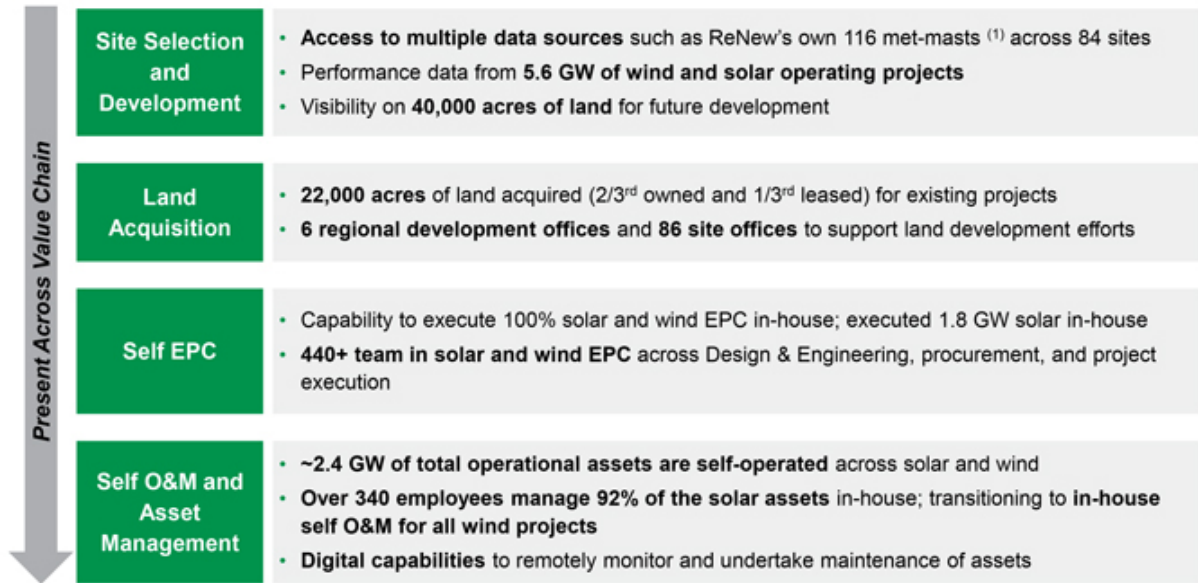 Present Across Value Chain
Site Selection
and
Development
• Access to multiple data sources such as ReNew's own 116 met-masts (1) across 84 sites
• Performance data from 5.6 GW of wind and solar operating projects
• Visibility on 40,000 acres of land for future development
Land
Acquisition
• 22,000 acres of land acquired (2/3rd owned and 1/3rd leased) for existing projects
• 6 regional development offices and 86 site offices to support land development efforts
Self EPC
• Capability to execute 100% solar and wind EPC in-house; executed 1.8 GW solar in-house
• 440+ team in solar and wind EPC across Design & Engineering, procurement, and project
execution
Self O&M and
Asset
Management
• ~2.4 GW of total operational assets are self-operated across solar and wind
• Over 340 employees manage 92% of the solar assets in-house; transitioning to in-house
self O&M for all wind projects
• Digital capabilities to remotely monitor and undertake maintenance of assets